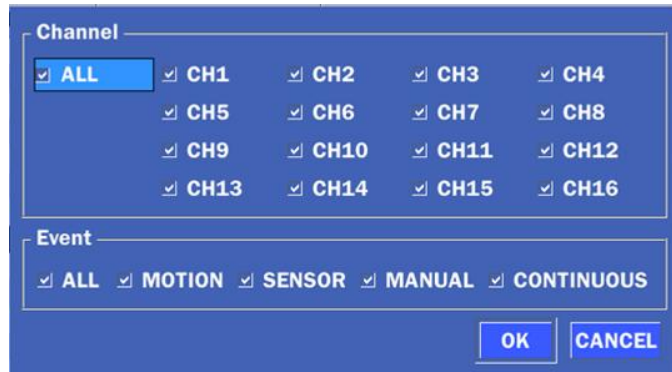 Channel
ALL CH1 CH2 CH3 CH4
CH5 CH6 CH7 CH8
CH9 CH10 CH11 CH12
CH13 CH14 CH15 CH16
Event
ALL MOTION SENSOR MANUAL CONTINUOUS
OK CANCEL